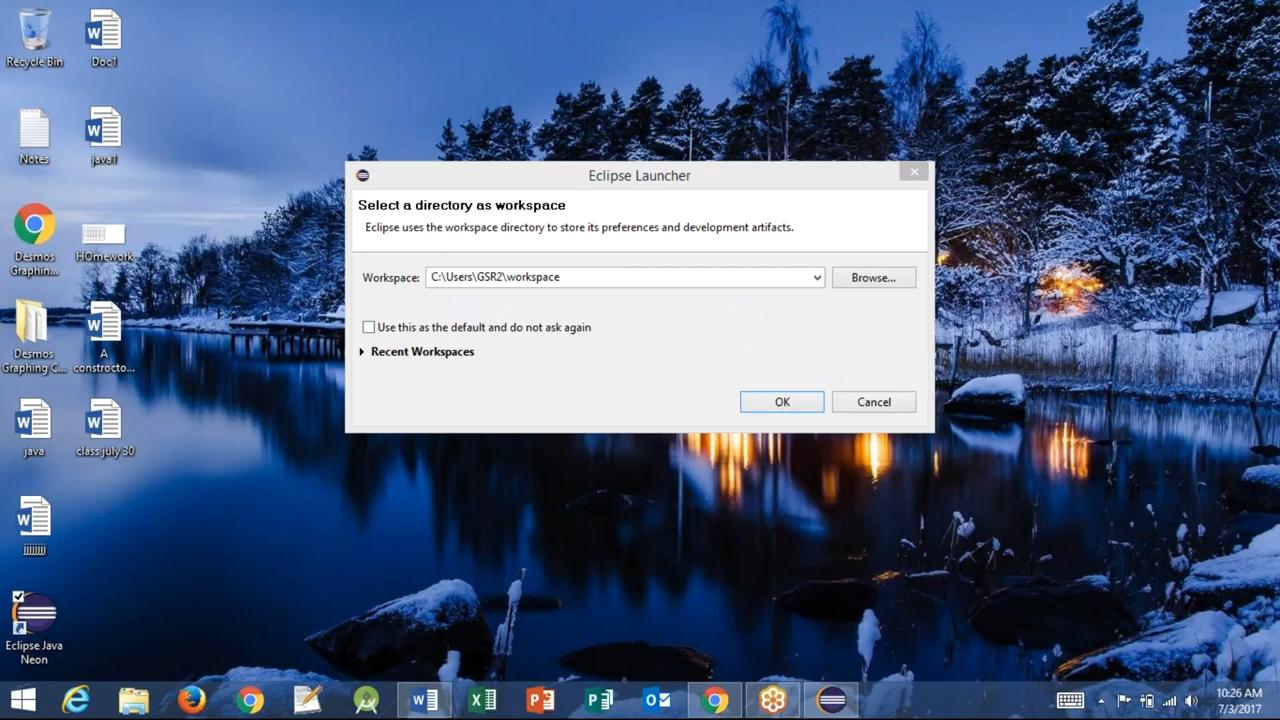 Recycle Bin
Doc1
Notes
java1
Desmos
Graphin...
HOmework
Desmos
Graphing C...
A
constructo...
java
class july 30
jjjjjjj
Eclipse Java
Neon
Eclipse Launcher
Select a directory as workspace
Eclipse uses the workspace directory to store its preferences and development artifacts.
Workspace: C:\Users\GSR2\workspace Browse...
Use this as the default and do not ask again
Recent Workspaces
OK Cancel
10:26 AM
7/3/2017